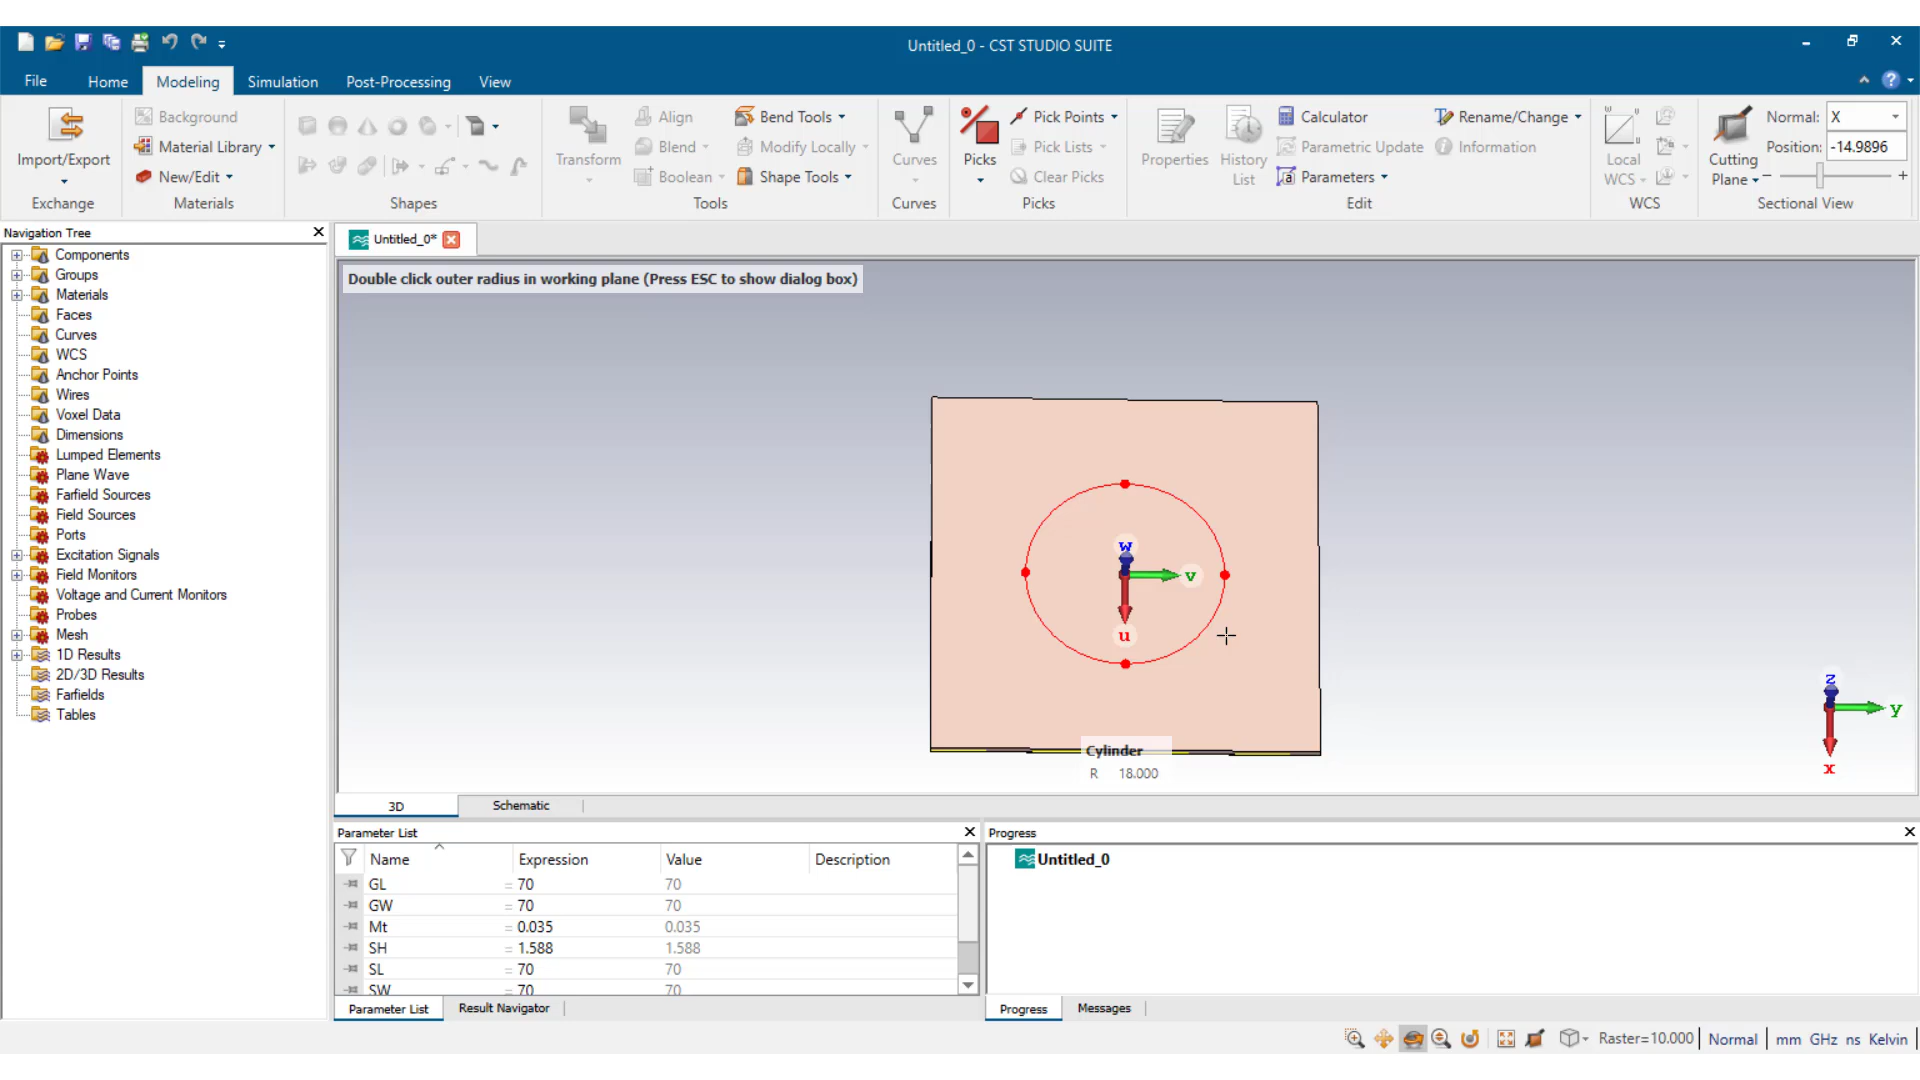 Untitled_0 - CST STUDIO SUITE
File Home Modeling Simulation Post-Processing View
Import/Export
Exchange
Background
Material Library
New/Edit
Materials
Shapes
Transform
Align
Blend
Boolean
Bend Tools
Modify Locally
Shape Tools
Tools
Curves
Curves
Picks
Pick Points
Pick Lists
Clear Picks
Picks
Properties
History List
Calculator
Parametric Update
Parameters
Rename/Change
Information
Edit
Local WCS
WCS
Cutting Plane
Normal: X
Position: -14.9896
Sectional View
Navigation Tree
Components
Groups
Materials
Faces
Curves
WCS
Anchor Points
Wires
Voxel Data
Dimensions
Lumped Elements
Plane Wave
Farfield Sources
Field Sources
Ports
Excitation Signals
Field Monitors
Voltage and Current Monitors
Probes
Mesh
1D Results
2D/3D Results
Farfields
Tables
Untitled_0*
Double click outer radius in working plane (Press ESC to show dialog box)
w
v
u
Cylinder
R 18.000
z
y
x
3D Schematic
Parameter List
Name Expression Value Description
GL = 70 70
GW = 70 70
Mt = 0.035 0.035
SH = 1.588 1.588
SL = 70 70
SW = 70 70
Parameter List Result Navigator
Progress
Untitled_0
Progress Messages
Raster=10.000 Normal mm GHz ns Kelvin